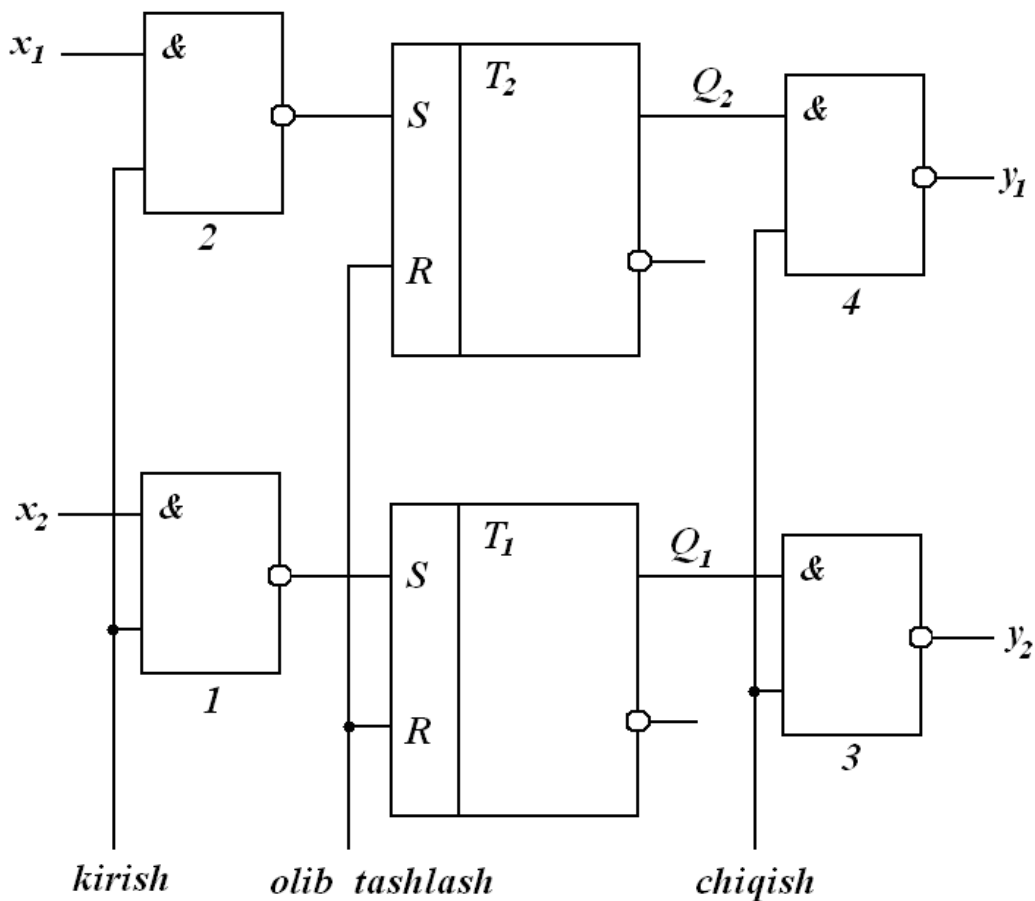 x₁
&
T₂
Q₂
S
&
y₁
R
2
4
x₂
&
T₁
Q₁
S
&
y₂
1
R
3
kirish olib tashlash chiqish